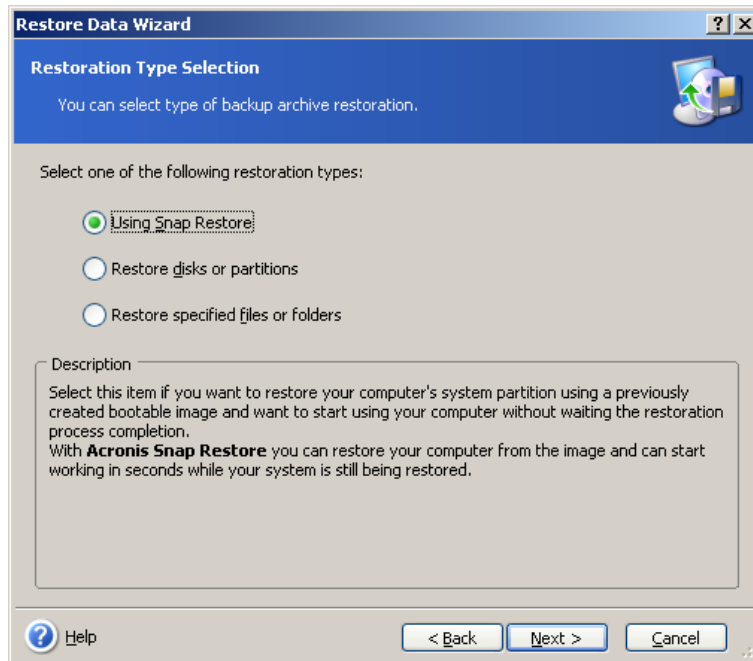 Restore Data Wizard
Restoration Type Selection
You can select type of backup archive restoration.
Select one of the following restoration types:
Using Snap Restore
Restore disks or partitions
Restore specified files or folders
Description
Select this item if you want to restore your computer's system partition using a previously
created bootable image and want to start using your computer without waiting the restoration
process completion.
With Acronis Snap Restore you can restore your computer from the image and can start
working in seconds while your system is still being restored.
Help
< Back
Next >
Cancel